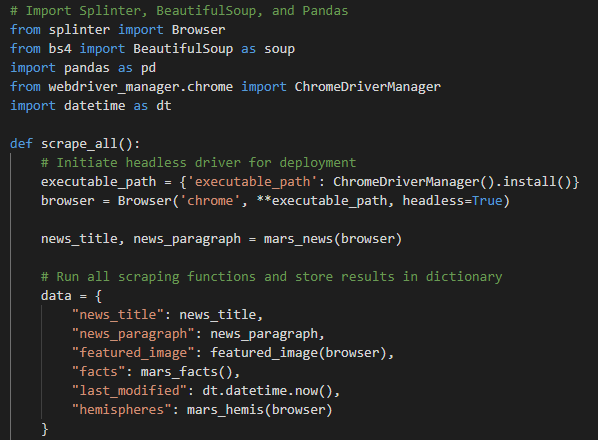 # Import Splinter, BeautifulSoup, and Pandas
from splinter import Browser
from bs4 import BeautifulSoup as soup
import pandas as pd
from webdriver_manager.chrome import ChromeDriverManager
import datetime as dt

def scrape_all():
    # Initiate headless driver for deployment
    executable_path = {'executable_path': ChromeDriverManager().install()}
    browser = Browser('chrome', **executable_path, headless=True)

    news_title, news_paragraph = mars_news(browser)

    # Run all scraping functions and store results in dictionary
    data = {
        "news_title": news_title,
        "news_paragraph": news_paragraph,
        "featured_image": featured_image(browser),
        "facts": mars_facts(),
        "last_modified": dt.datetime.now(),
        "hemispheres": mars_hemis(browser)
    }